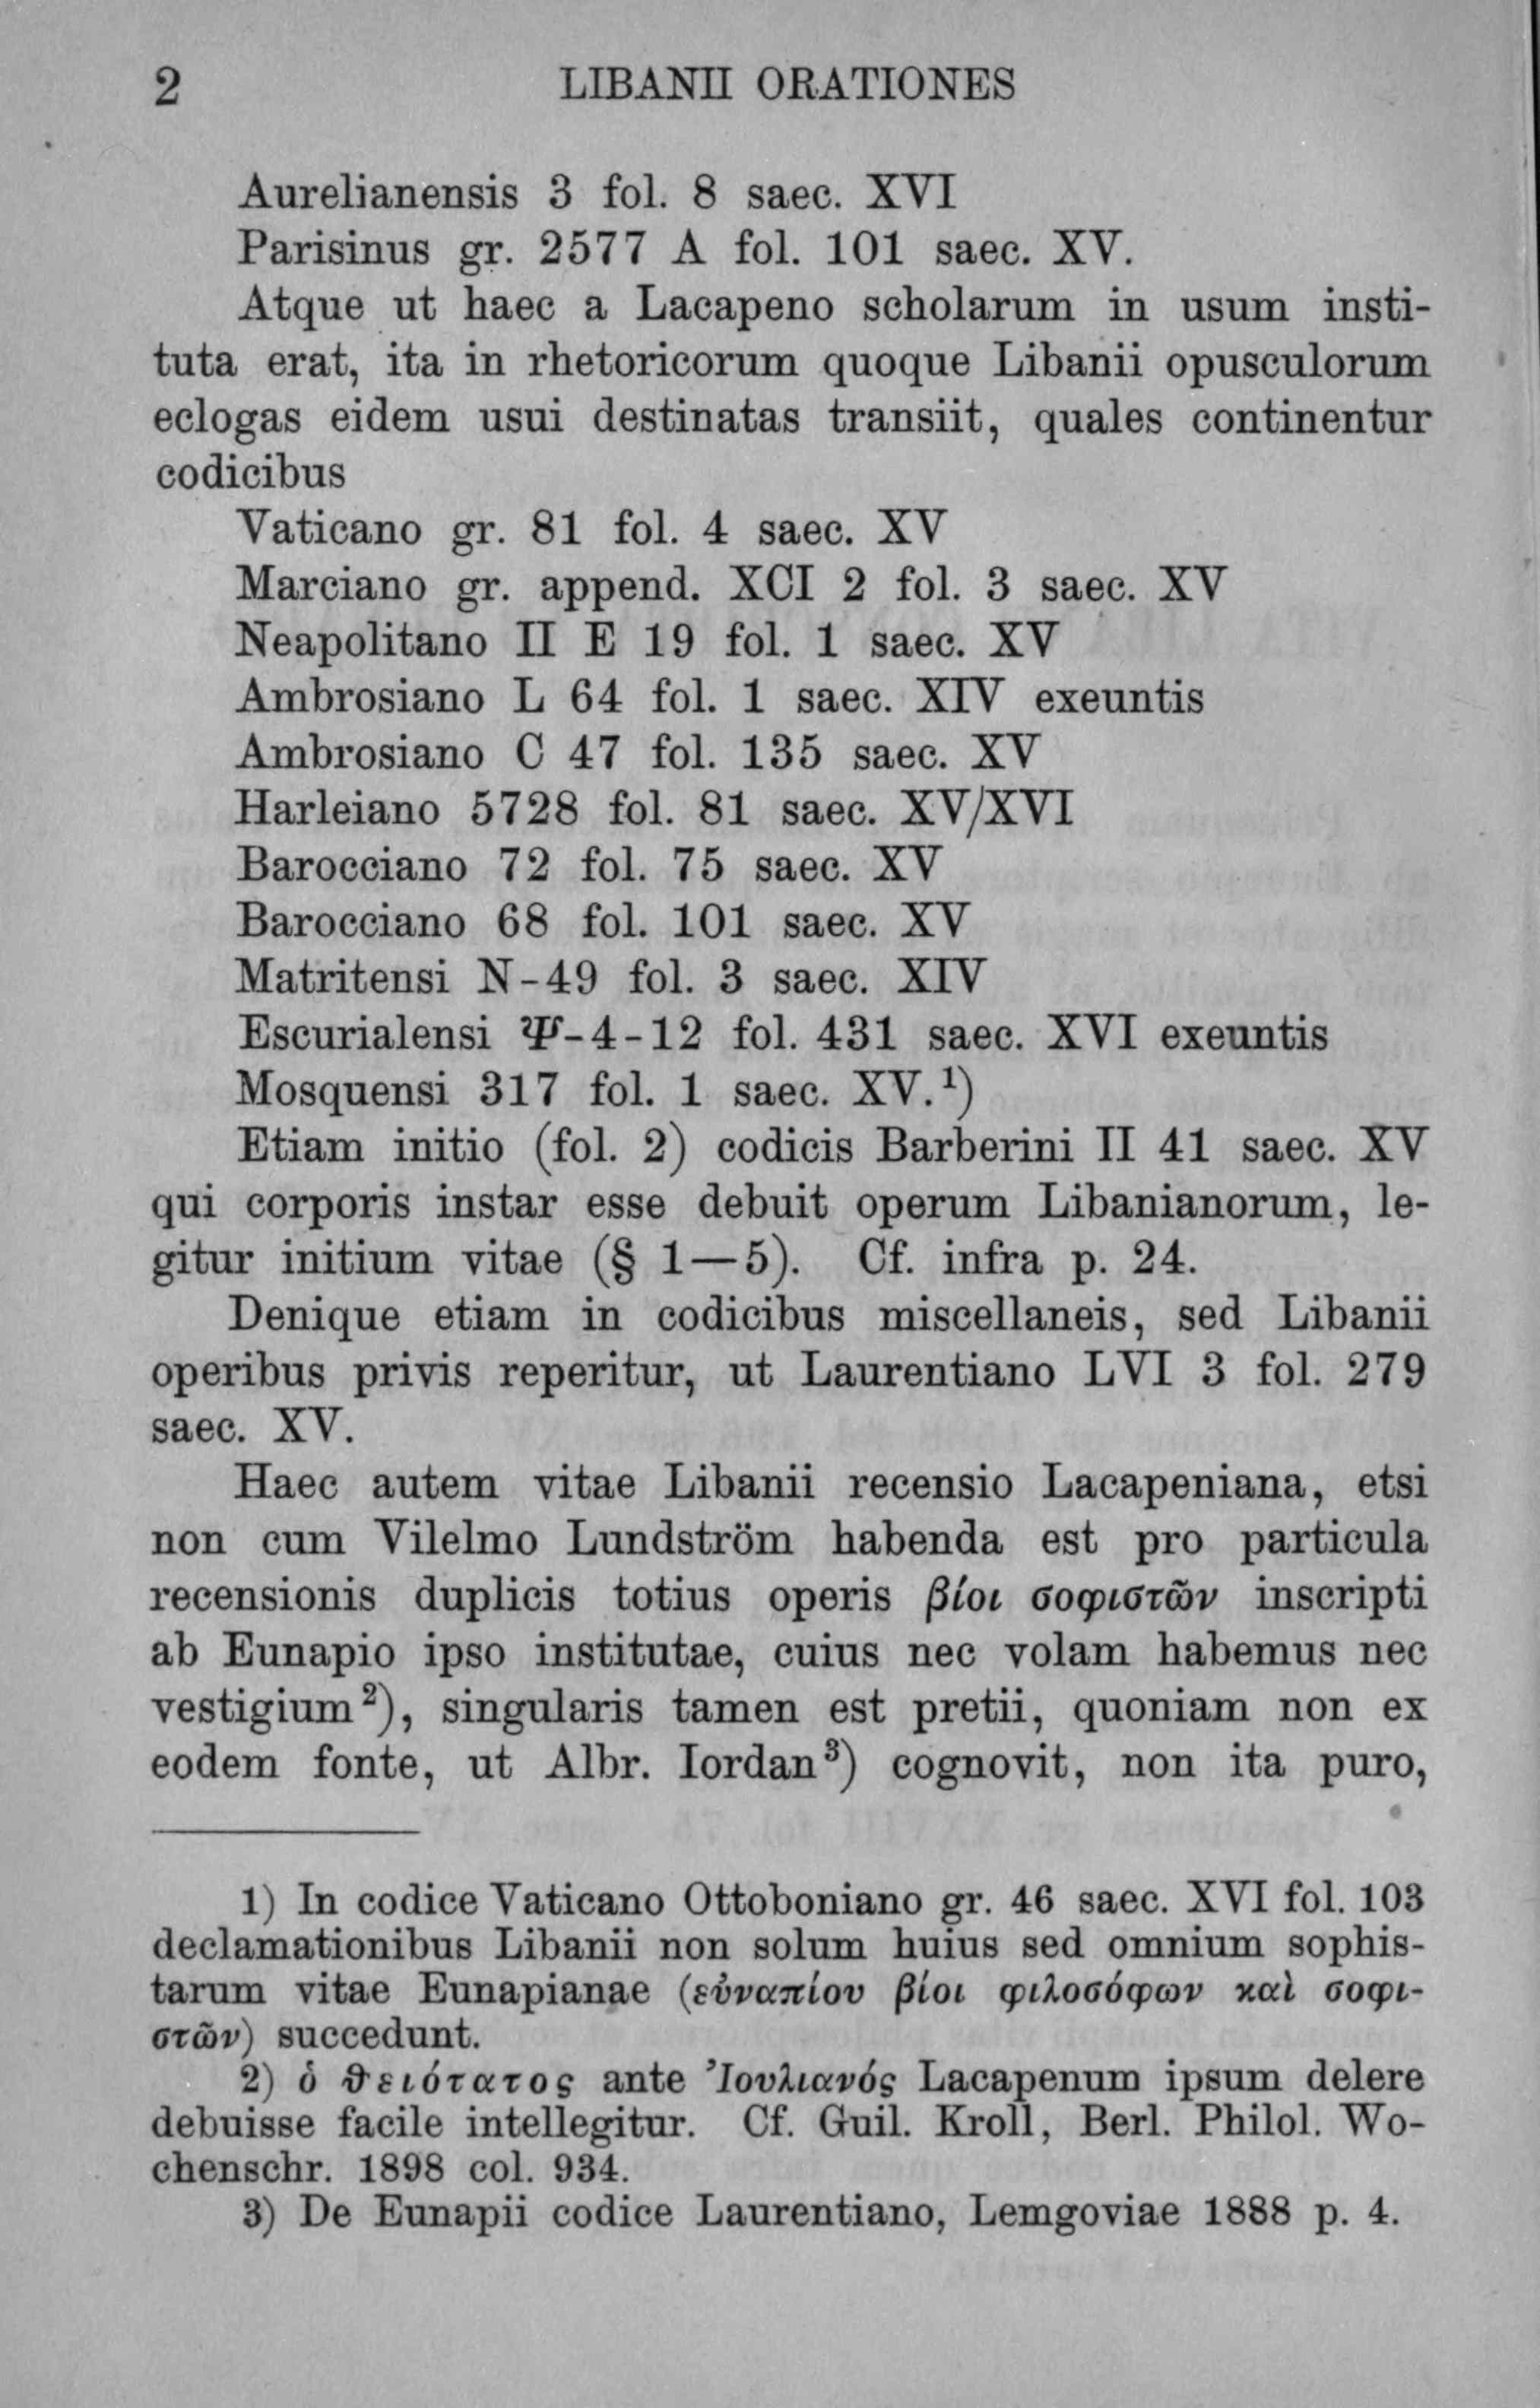 2 LIBANII ORATIONES
Aurelianensis 3 fol. 8 saec. XVI
Parisinus gr. 2577 A fol. 101 saec. XV.
Atque ut haec a Lacapeno scholarum in usum insti-
tuta erat, ita in rhetoricorum quoque Libanii opusculorum
eclogas eidem usui destinatas transiit, quales continentur
codicibus
Vaticano gr. 81 fol. 4 saec. XV
Marciano gr. append. XCI 2 fol. 3 saec. XV
Neapolitano II E 19 fol. 1 saec. XV
Ambrosiano L 64 fol. 1 saec. XIV exeuntis
Ambrosiano C 47 fol. 135 saec. XV
Harleiano 5728 fol. 81 saec. XV/XVI
Barocciano 72 fol. 75 saec. XV
Barocciano 68 fol. 101 saec. XV
Matritensi N-49 fol. 3 saec. XIV
Escurialensi Ψ-4-12 fol. 431 saec. XVI exeuntis
Mosquensi 317 fol. 1 saec. XV.¹)
Etiam initio (fol. 2) codicis Barberini II 41 saec. XV
qui corporis instar esse debuit operum Libanianorum, le-
gitur initium vitae (§ 1—5). Cf. infra p. 24.
Denique etiam in codicibus miscellaneis, sed Libanii
operibus privis reperitur, ut Laurentiano LVI 3 fol. 279
saec. XV.
Haec autem vitae Libanii recensio Lacapeniana, etsi
non cum Vilelmo Lundström habenda est pro particula
recensionis duplicis totius operis βίοι σοφιστῶν inscripti
ab Eunapio ipso institutae, cuius nec volam habemus nec
vestigium²), singularis tamen est pretii, quoniam non ex
eodem fonte, ut Albr. Iordan³) cognovit, non ita puro,
1) In codice Vaticano Ottoboniano gr. 46 saec. XVI fol. 103
declamationibus Libanii non solum huius sed omnium sophis-
tarum vitae Eunapianae (εὐναπίου βίοι φιλοσόφων καὶ σοφι-
στῶν) succedunt.
2) ὁ ϑειότατος ante Ἰουλιανός Lacapenum ipsum delere
debuisse facile intellegitur. Cf. Guil. Kroll, Berl. Philol. Wo-
chenschr. 1898 col. 934.
3) De Eunapii codice Laurentiano, Lemgoviae 1888 p. 4.